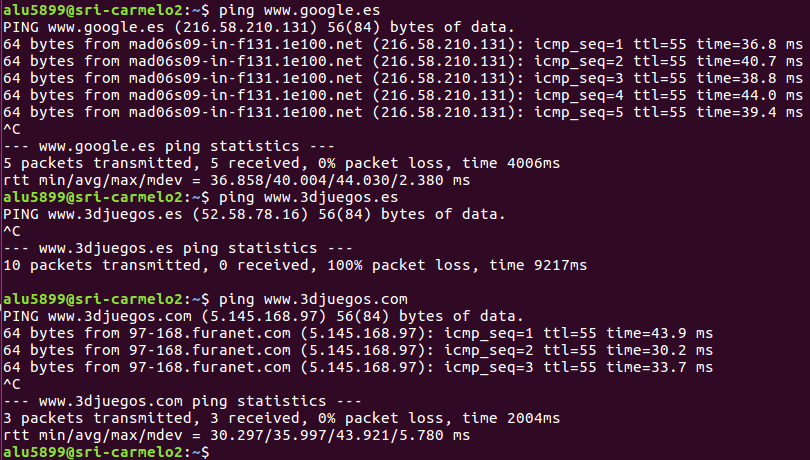 alu5899@sri-carmelo2:~$ ping www.google.es
PING www.google.es (216.58.210.131) 56(84) bytes of data.
64 bytes from mad06s09-in-f131.1e100.net (216.58.210.131): icmp_seq=1 ttl=55 time=36.8 ms
64 bytes from mad06s09-in-f131.1e100.net (216.58.210.131): icmp_seq=2 ttl=55 time=40.7 ms
64 bytes from mad06s09-in-f131.1e100.net (216.58.210.131): icmp_seq=3 ttl=55 time=38.8 ms
64 bytes from mad06s09-in-f131.1e100.net (216.58.210.131): icmp_seq=4 ttl=55 time=44.0 ms
64 bytes from mad06s09-in-f131.1e100.net (216.58.210.131): icmp_seq=5 ttl=55 time=39.4 ms
^C
--- www.google.es ping statistics ---
5 packets transmitted, 5 received, 0% packet loss, time 4006ms
rtt min/avg/max/mdev = 36.858/40.004/44.030/2.380 ms
alu5899@sri-carmelo2:~$ ping www.3djuegos.es
PING www.3djuegos.es (52.58.78.16) 56(84) bytes of data.
^C
--- www.3djuegos.es ping statistics ---
10 packets transmitted, 0 received, 100% packet loss, time 9217ms

alu5899@sri-carmelo2:~$ ping www.3djuegos.com
PING www.3djuegos.com (5.145.168.97) 56(84) bytes of data.
64 bytes from 97-168.furanet.com (5.145.168.97): icmp_seq=1 ttl=55 time=43.9 ms
64 bytes from 97-168.furanet.com (5.145.168.97): icmp_seq=2 ttl=55 time=30.2 ms
64 bytes from 97-168.furanet.com (5.145.168.97): icmp_seq=3 ttl=55 time=33.7 ms
^C
--- www.3djuegos.com ping statistics ---
3 packets transmitted, 3 received, 0% packet loss, time 2004ms
rtt min/avg/max/mdev = 30.297/35.997/43.921/5.780 ms
alu5899@sri-carmelo2:~$